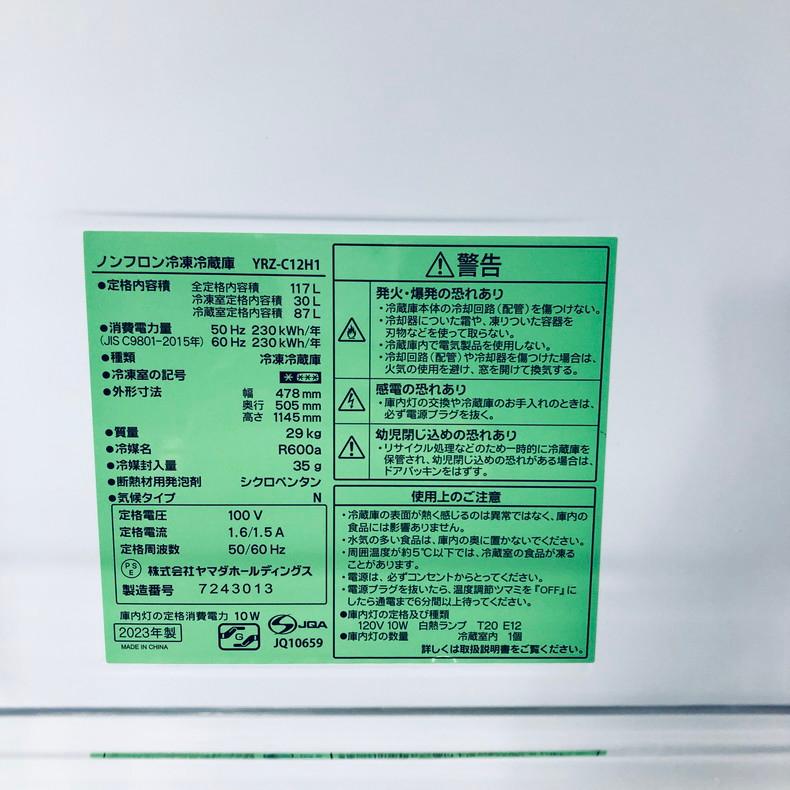 ノンフロン冷凍冷蔵庫 YRZ-C12H1
●定格内容積 全定格内容積 117L
冷凍室定格内容積 30L
冷蔵室定格内容積 87L
●消費電力量 50Hz 230kWh/年
(JIS C9801-2015年) 60Hz 230kWh/年
●種類 冷凍冷蔵庫
●冷凍室の記号
●外形寸法 幅 478mm
奥行 505mm
高さ 1145mm
●質量 29kg
●冷媒名 R600a
●冷媒封入量 35g
●断熱材用発泡剤 シクロペンタン
●気候タイプ N
定格電圧 100V
定格電流 1.6/1.5A
定格周波数 50/60Hz
PSE 株式会社ヤマダホールディングス
製造番号 7243013
庫内灯の定格消費電力 10W
2023年製
MADE IN CHINA
G
JQA
JQ10659
警告
発火・爆発の恐れあり
・冷蔵庫本体の冷却回路(配管)を傷つけない。
・冷却器についた霜や、凍りついた容器を
刃物などを使って取らない。
・冷蔵庫内で電気製品を使用しない。
・冷却回路(配管)や冷却器を傷つけた場合は、
火気の使用を避け、窓を開けて換気する。
感電の恐れあり
・庫内灯の交換や冷蔵庫のお手入れのときは、
必ず電源プラグを抜く。
幼児閉じ込めの恐れあり
・リサイクル処理などのため一時的に冷蔵庫を
保管され、幼児閉じ込めの恐れがある場合は、
ドアパッキンをはずす。
使用上のご注意
・冷蔵庫の表面が熱く感じるのは異常ではなく、庫内の
食品には影響ありません。
・水気の多い食品は、庫内の奥に置かないでください。
・周囲温度が約5℃以下では、冷蔵室の食品が凍る
ことがあります。
・電源は、必ずコンセントからとってください。
・電源プラグを抜いたら、温度調節ツマミを『OFF』に
したら通電まで6分間以上待ってください。
●庫内灯の定格及び種類
120V 10W 白熱ランプ T20 E12
●庫内灯の数量 冷蔵室内 1個
詳しくは取扱説明書をご覧ください。